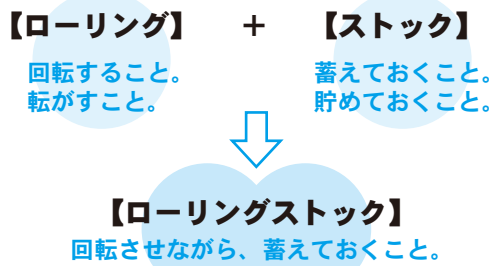 【ローリング】 + 【ストック】
回転すること。
転がすこと。
蓄えておくこと。
貯めておくこと。
【ローリングストック】
回転させながら、蓄えておくこと。